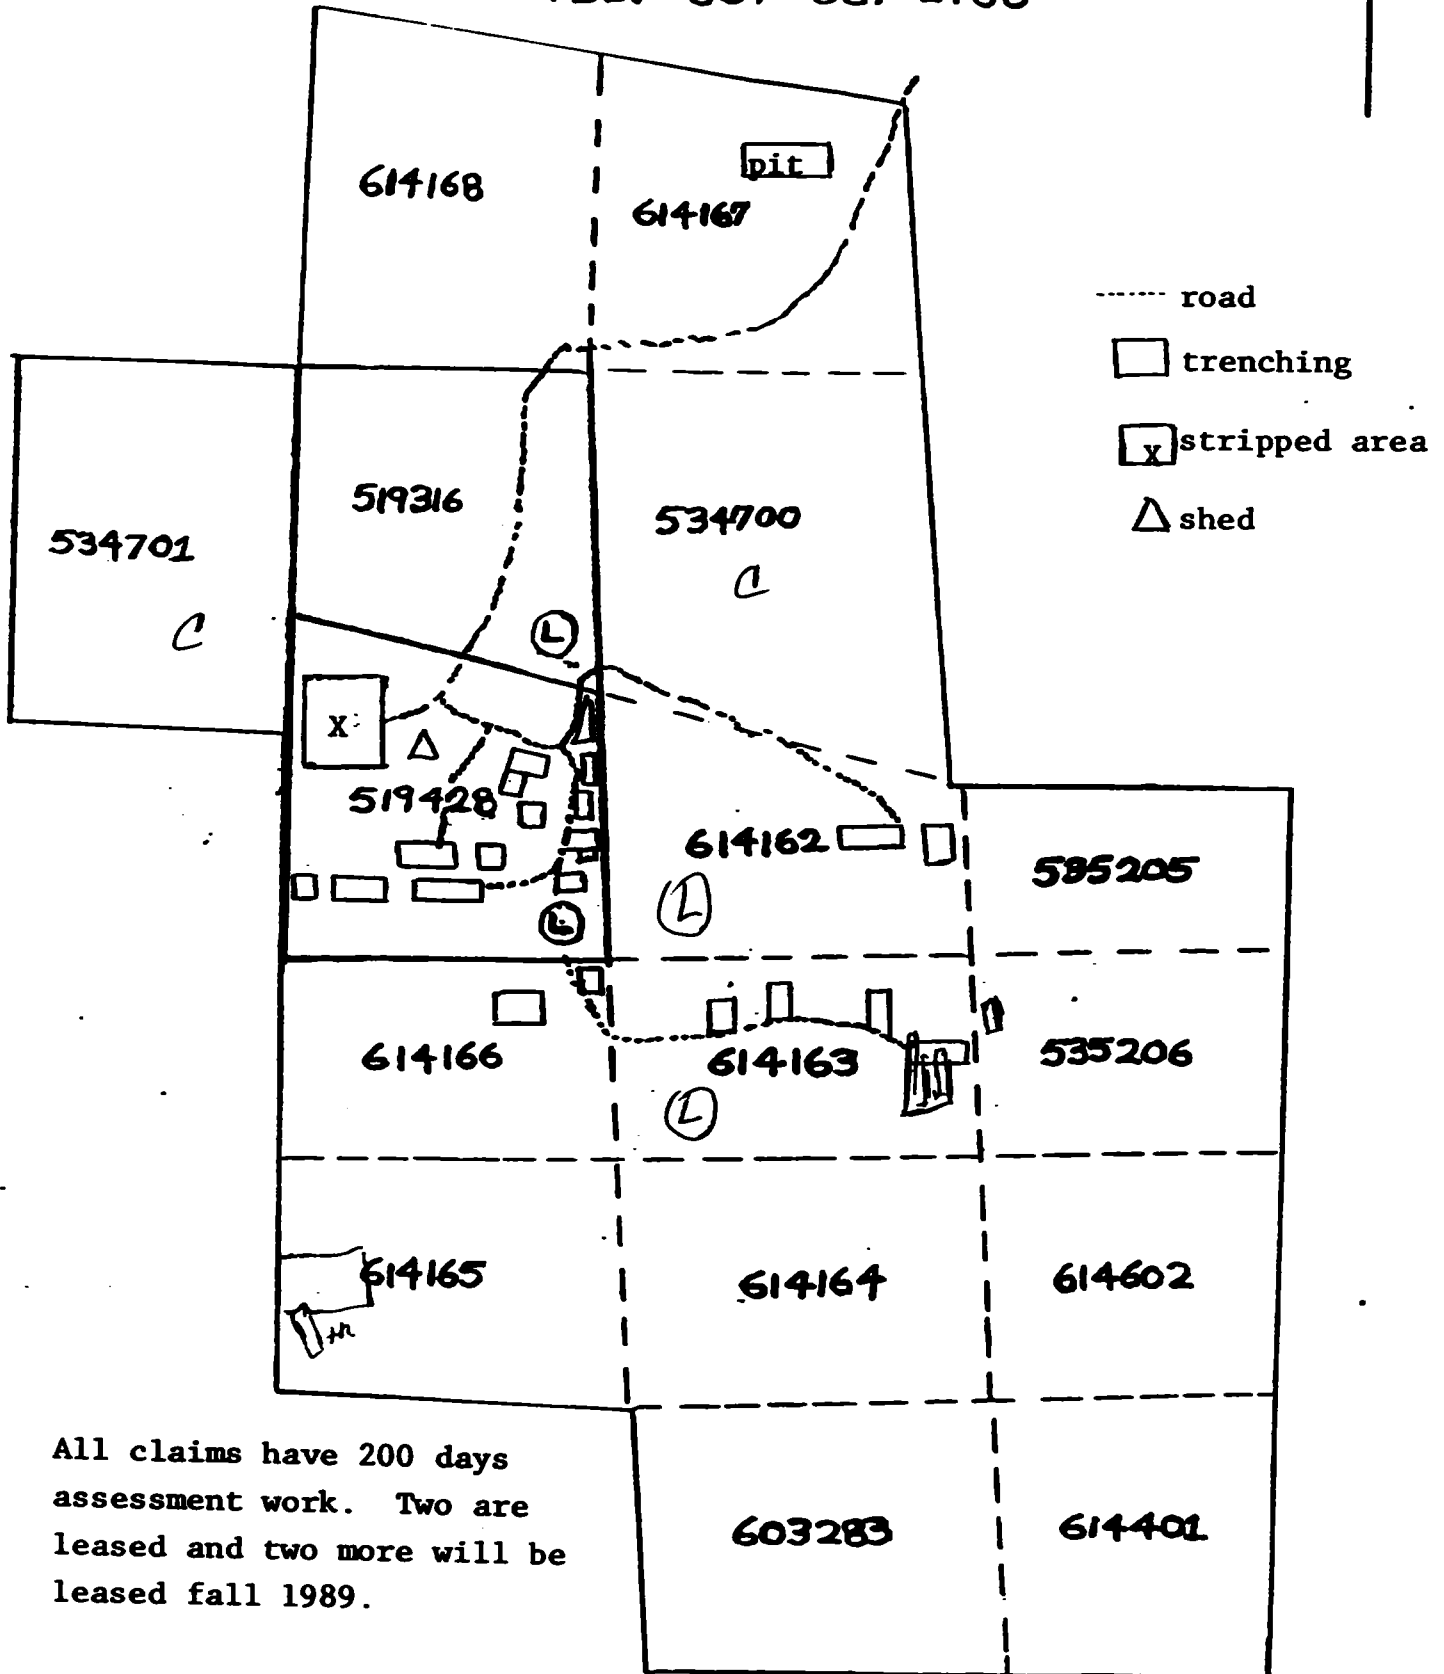 614168
pit
614167
road
trenching
X stripped area
shed
534701
C
519316
534700
C
L
X
519428
614162
L
535205
L
614166
614163
L
535206
614165
tr
614164
614602
All claims have 200 days
assessment work. Two are
leased and two more will be
leased fall 1989.
603283
614401